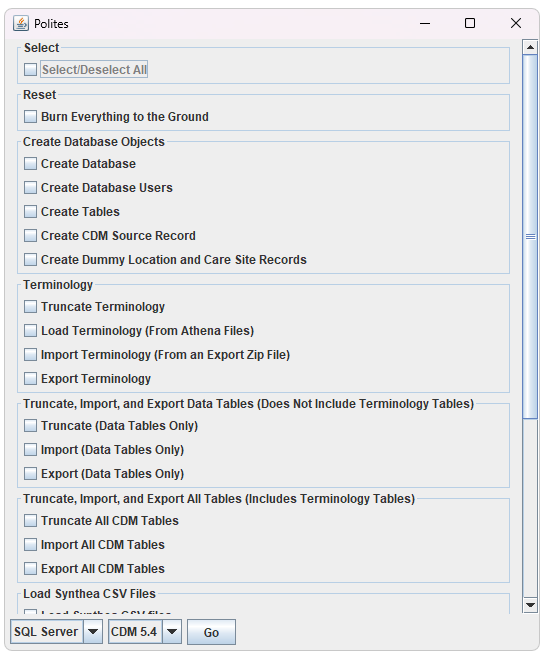 Polites
Select
Select/Deselect All
Reset
Burn Everything to the Ground
Create Database Objects
Create Database
Create Database Users
Create Tables
Create CDM Source Record
Create Dummy Location and Care Site Records
Terminology
Truncate Terminology
Load Terminology (From Athena Files)
Import Terminology (From an Export Zip File)
Export Terminology
Truncate, Import, and Export Data Tables (Does Not Include Terminology Tables)
Truncate (Data Tables Only)
Import (Data Tables Only)
Export (Data Tables Only)
Truncate, Import, and Export All Tables (Includes Terminology Tables)
Truncate All CDM Tables
Import All CDM Tables
Export All CDM Tables
Load Synthea CSV Files
Load Synthea CSV files
SQL Server CDM 5.4 Go